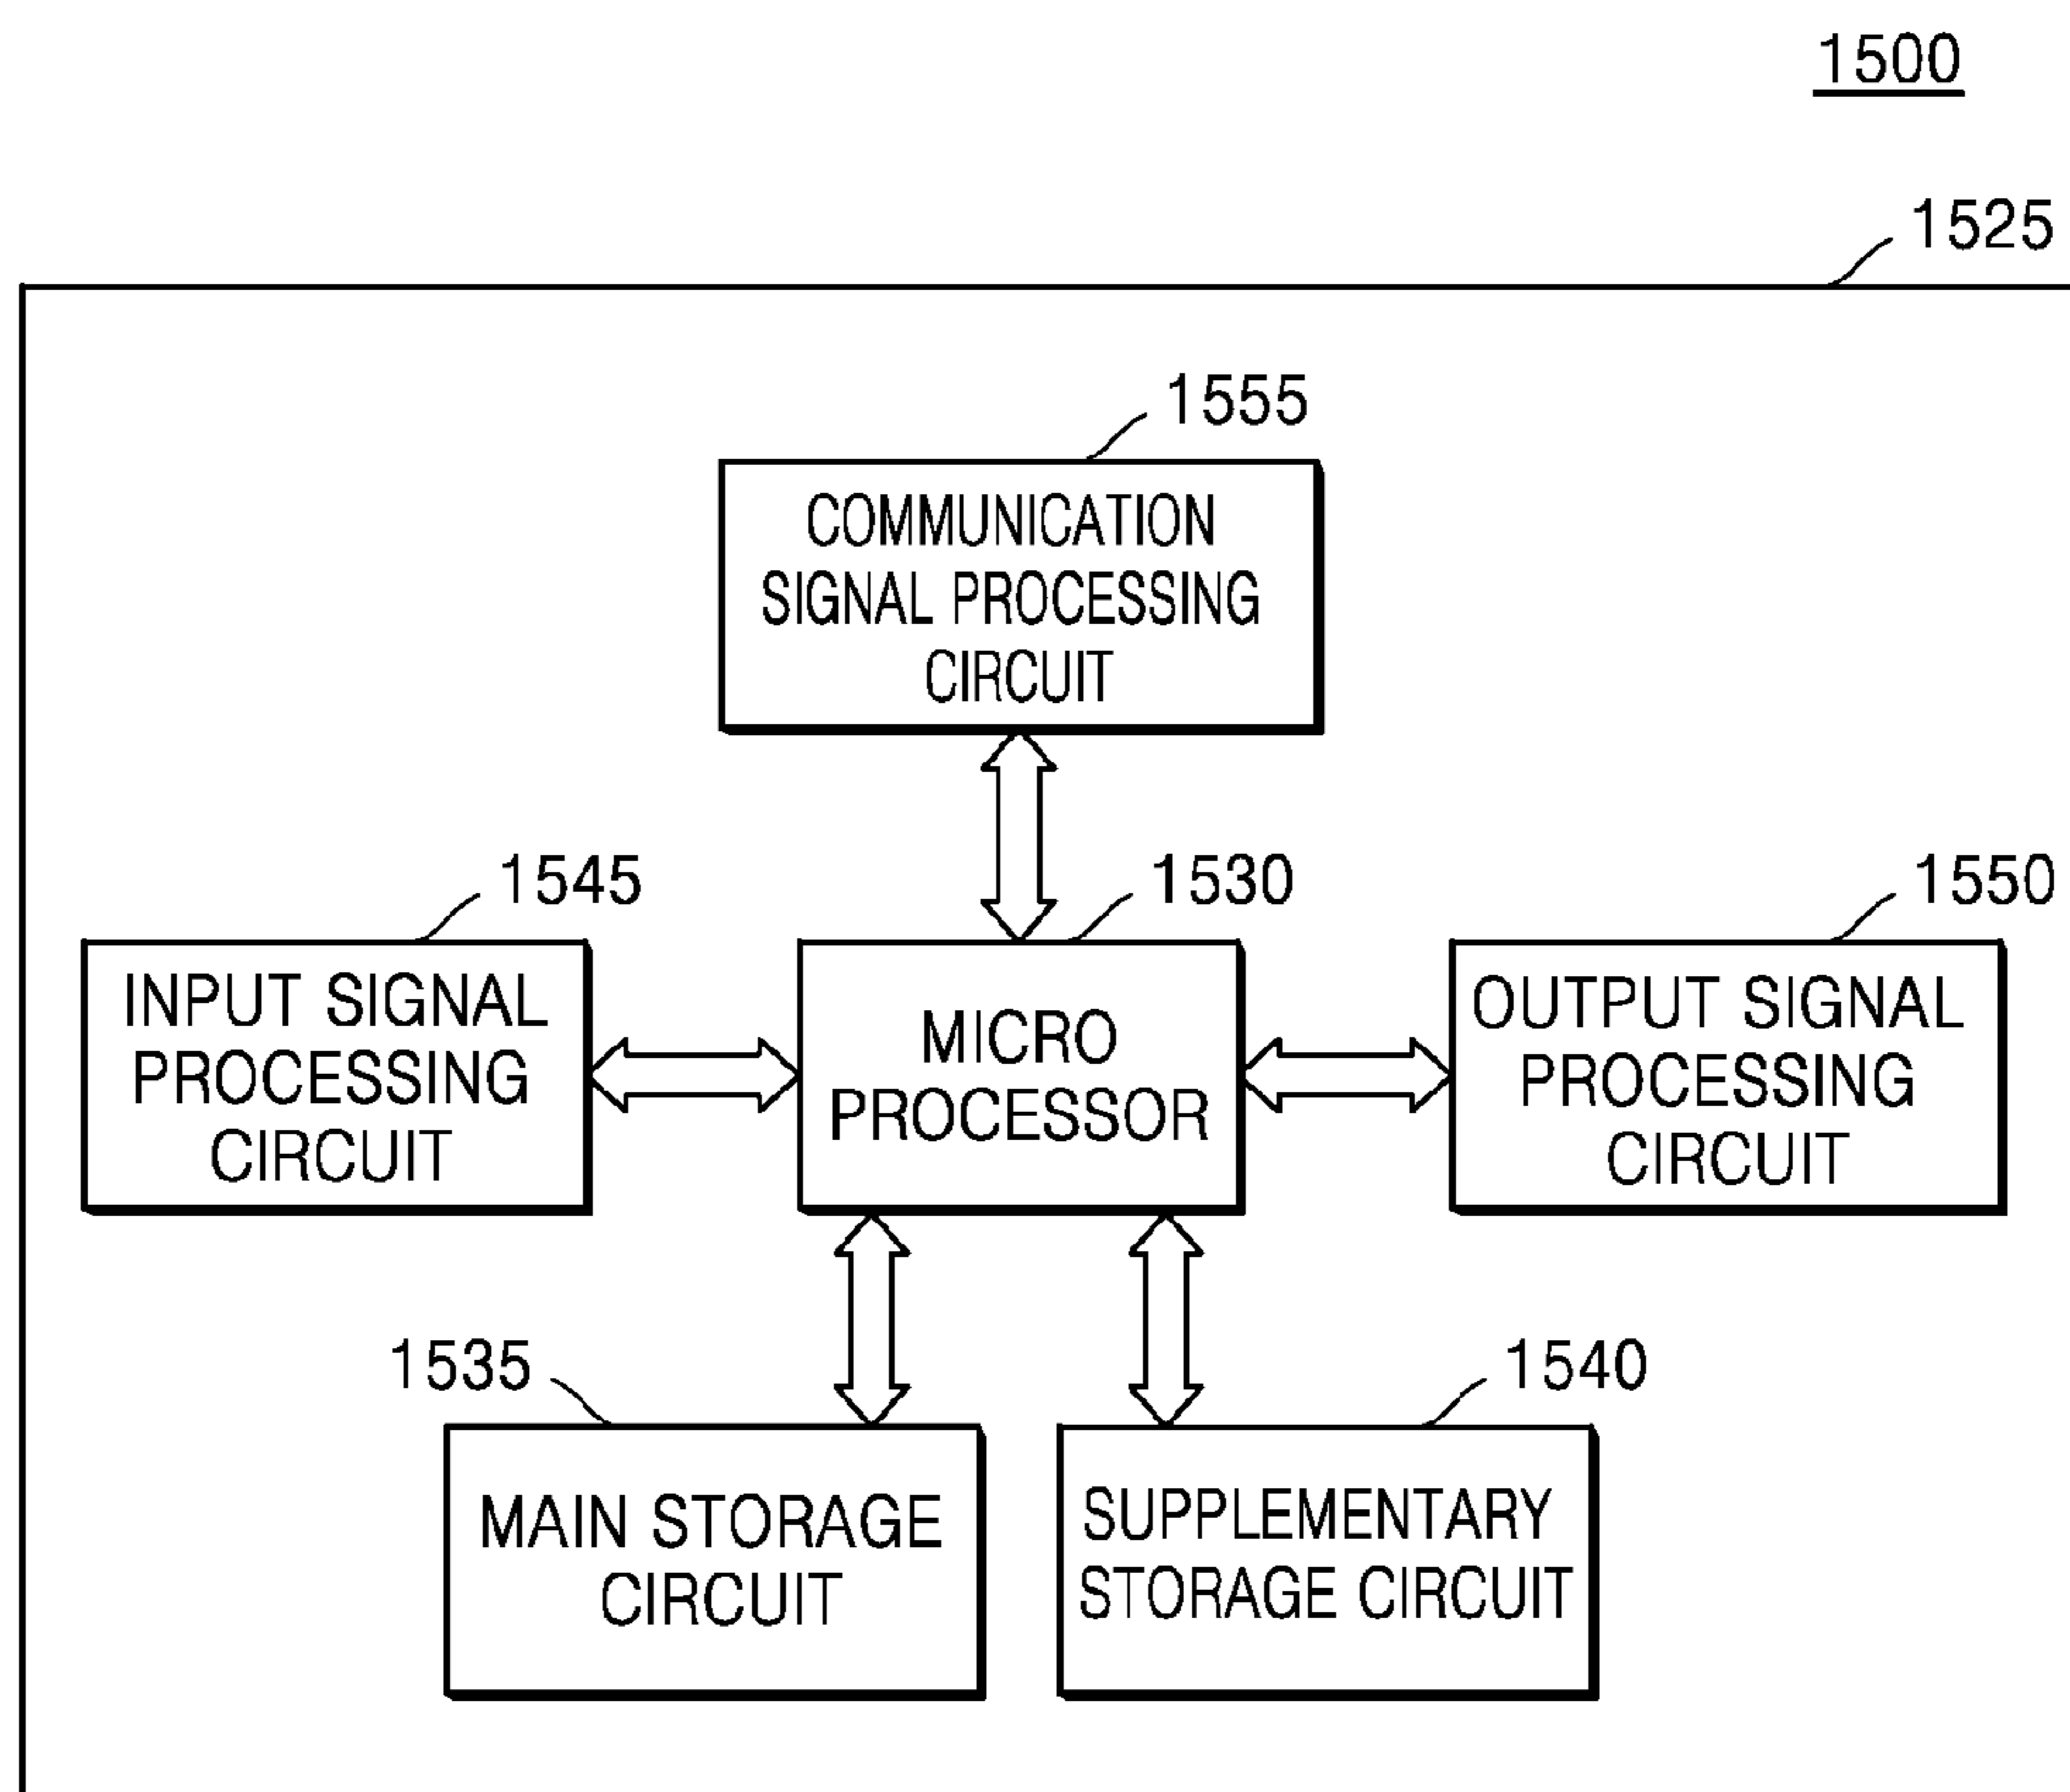 1500
1525
1555
COMMUNICATION
SIGNAL PROCESSING
CIRCUIT
1545
1530
1550
INPUT SIGNAL
PROCESSING
CIRCUIT
MICRO
PROCESSOR
OUTPUT SIGNAL
PROCESSING
CIRCUIT
1535
1540
MAIN STORAGE
CIRCUIT
SUPPLEMENTARY
STORAGE CIRCUIT